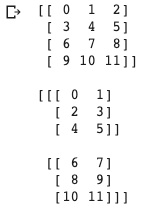 [[ 0  1  2]
 [ 3  4  5]
 [ 6  7  8]
 [ 9 10 11]]
[[[ 0  1]
  [ 2  3]
  [ 4  5]]
 [[ 6  7]
  [ 8  9]
  [10 11]]]